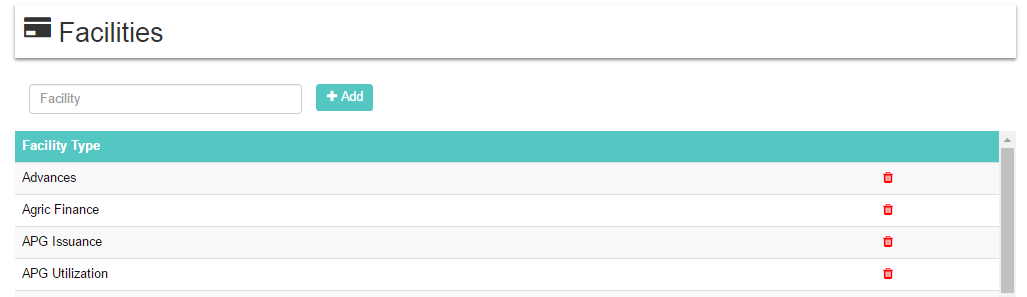 Facilities
Facility
Add
Facility Type
Advances
Agric Finance
APG Issuance
APG Utilization